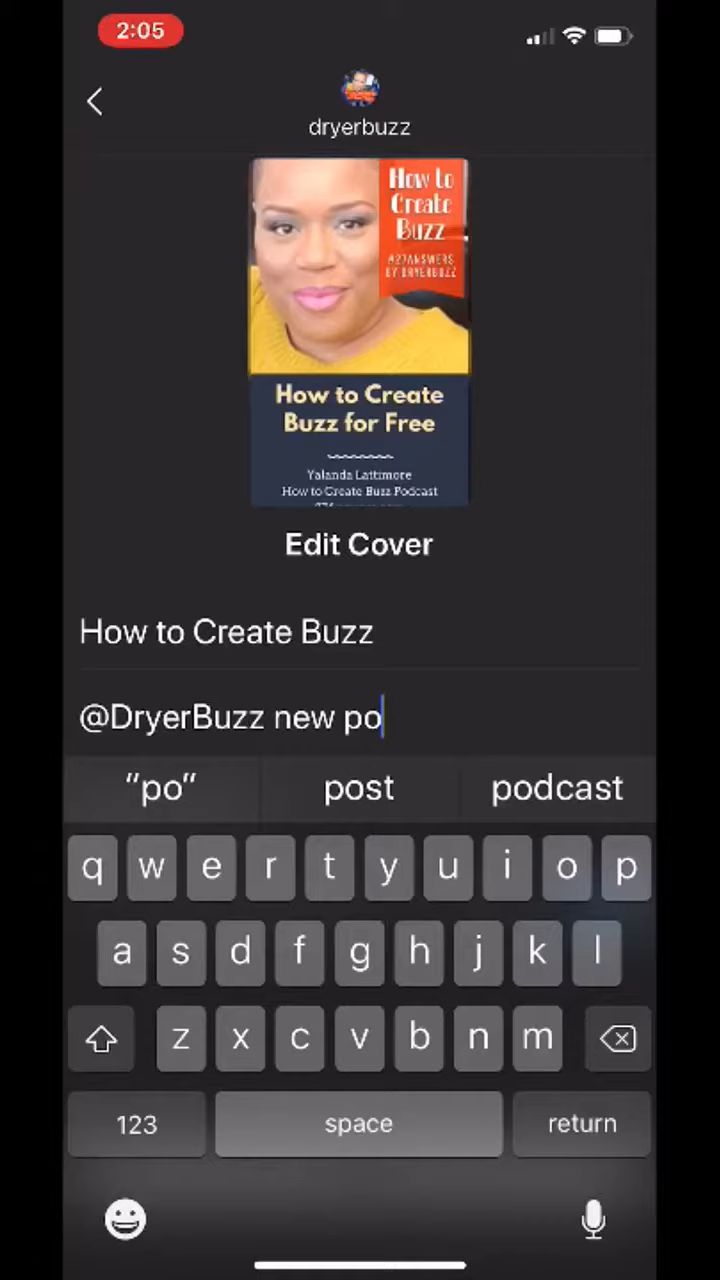 2:05
dryerbuzz
How to
Create
Buzz
#27ANSWERS
BY DRYERBUZZ
How to Create
Buzz for Free
Yalanda Lattimore
How to Create Buzz Podcast
Edit Cover
How to Create Buzz
@DryerBuzz new po
“po” post podcast
q w e r t y u i o p
a s d f g h j k l
z x c v b n m
123 space return